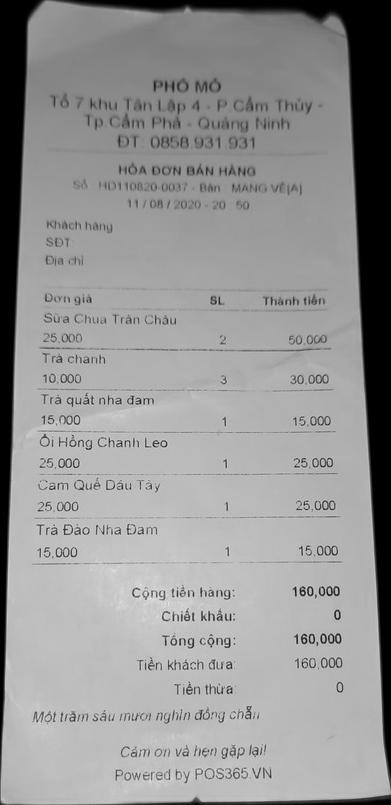 PHỐ MỎ
Tổ 7 khu Tân Lập 4 - P.Cẩm Thủy -
Tp.Cẩm Phả - Quảng Ninh
ĐT: 0858.931.931
HÓA ĐƠN BÁN HÀNG
Số: HD110820-0037 - Bàn: MANG VỀ[A]
11/08/2020 - 20:50
Khách hàng
SĐT
Địa chỉ
Đơn giá SL Thành tiền
Sữa Chua Trân Châu
25,000 2 50,000
Trà chanh
10,000 3 30,000
Trà quất nha đam
15,000 1 15,000
Ổi Hồng Chanh Leo
25,000 1 25,000
Cam Quế Dâu Tây
25,000 1 25,000
Trà Đào Nha Đam
15,000 1 15,000
Cộng tiền hàng: 160,000
Chiết khấu: 0
Tổng cộng: 160,000
Tiền khách đưa: 160,000
Tiền thừa: 0
Một trăm sáu mươi nghìn đồng chẵn
Cảm ơn và hẹn gặp lại!
Powered by POS365.VN